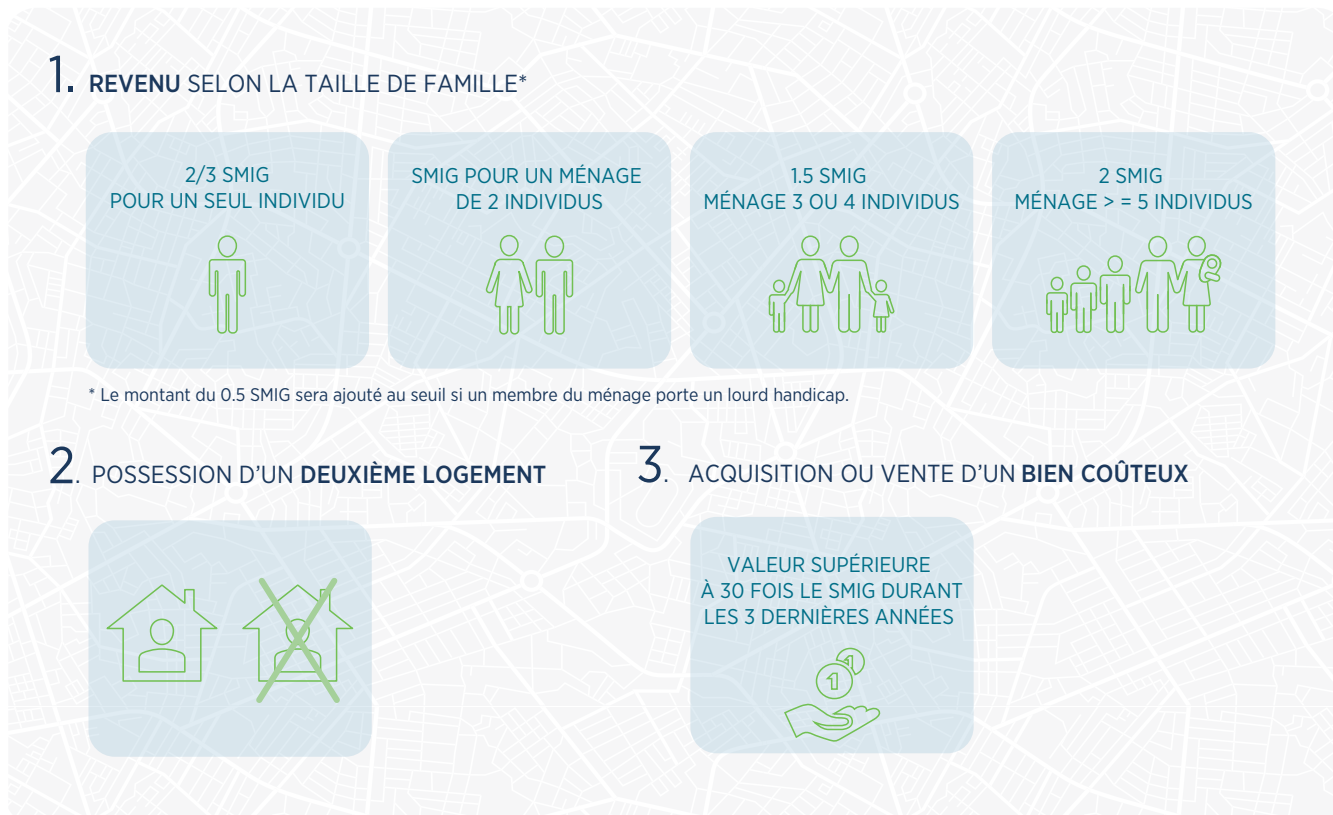 1. REVENU SELON LA TAILLE DE FAMILLE*
2/3 SMIG
POUR UN SEUL INDIVIDU
SMIG POUR UN MÉNAGE
DE 2 INDIVIDUS
1.5 SMIG
MÉNAGE 3 OU 4 INDIVIDUS
2 SMIG
MÉNAGE > = 5 INDIVIDUS
* Le montant du 0.5 SMIG sera ajouté au seuil si un membre du ménage porte un lourd handicap.
2. POSSESSION D'UN DEUXIÈME LOGEMENT
3. ACQUISITION OU VENTE D'UN BIEN COÛTEUX
VALEUR SUPÉRIEURE
À 30 FOIS LE SMIG DURANT
LES 3 DERNIÈRES ANNÉES
1
1